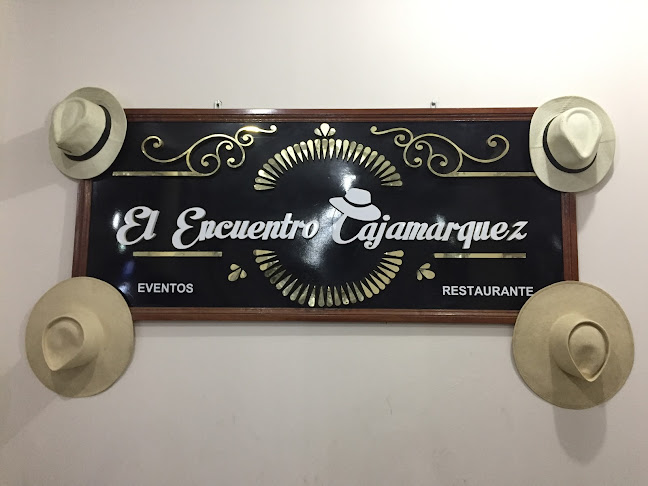 El Encuentro Cajamarquez
EVENTOS
RESTAURANTE